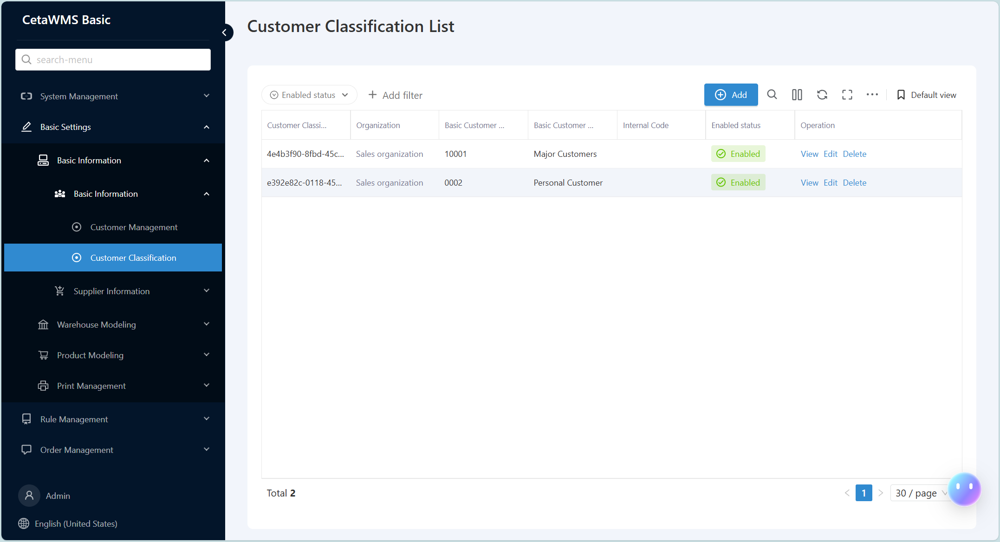 CetaWMS Basic
search-menu
System Management
Basic Settings
Basic Information
Basic Information
Customer Management
Customer Classification
Supplier Information
Warehouse Modeling
Product Modeling
Print Management
Rule Management
Order Management
Admin
English (United States)
Customer Classification List
Enabled status Add filter Add Default view
Customer Classi... Organization Basic Customer ... Basic Customer ... Internal Code Enabled status Operation
4e4b3f90-8fbd-45c... Sales organization 10001 Major Customers Enabled View Edit Delete
e392e82c-0118-45... Sales organization 0002 Personal Customer Enabled View Edit Delete
Total 2 1 30 / page